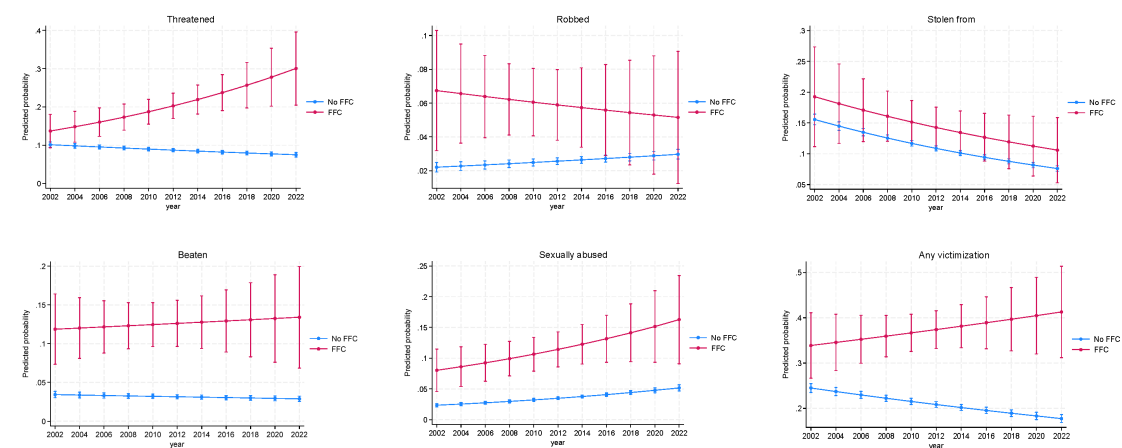 Threatened
Predicted probability
.4
.3
.2
.1
0
2002 2004 2006 2008 2010 2012 2014 2016 2018 2020 2022
year
No FFC
FFC
Robbed
Predicted probability
.1
.08
.06
.04
.02
2002 2004 2006 2008 2010 2012 2014 2016 2018 2020 2022
year
No FFC
FFC
Stolen from
Predicted probability
.3
.25
.2
.15
.1
.05
2002 2004 2006 2008 2010 2012 2014 2016 2018 2020 2022
year
No FFC
FFC
Beaten
Predicted probability
.2
.15
.1
.05
0
2002 2004 2006 2008 2010 2012 2014 2016 2018 2020 2022
year
No FFC
FFC
Sexually abused
Predicted probability
.25
.2
.15
.1
.05
0
2002 2004 2006 2008 2010 2012 2014 2016 2018 2020 2022
year
No FFC
FFC
Any victimization
Predicted probability
.5
.4
.3
.2
2002 2004 2006 2008 2010 2012 2014 2016 2018 2020 2022
year
No FFC
FFC